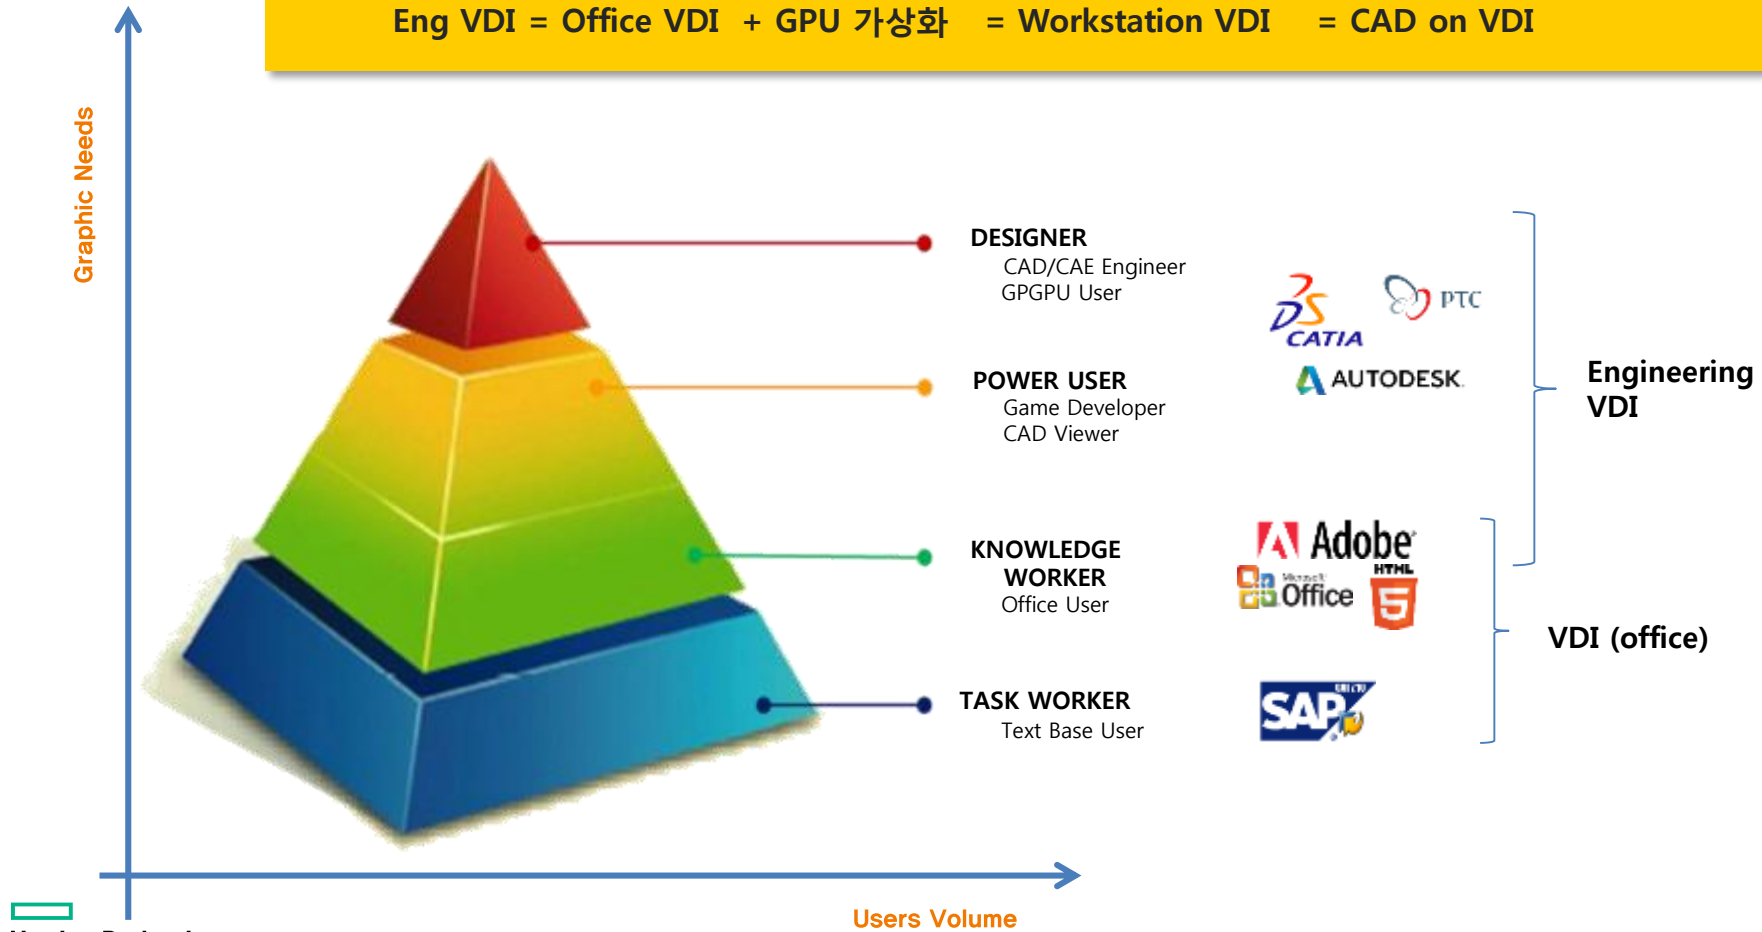 Eng VDI = Office VDI + GPU 가상화 = Workstation VDI = CAD on VDI
Graphic Needs
DESIGNER
CAD/CAE Engineer
GPGPU User
CATIA
PTC
AUTODESK
POWER USER
Game Developer
CAD Viewer
Engineering
VDI
KNOWLEDGE
WORKER
Office User
Adobe
Microsoft
Office
HTML
5
VDI (office)
TASK WORKER
Text Base User
SAP
Users Volume